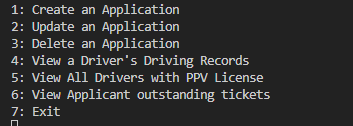 1: Create an Application
2: Update an Application
3: Delete an Application
4: View a Driver's Driving Records
5: View All Drivers with PPV License
6: View Applicant outstanding tickets
7: Exit